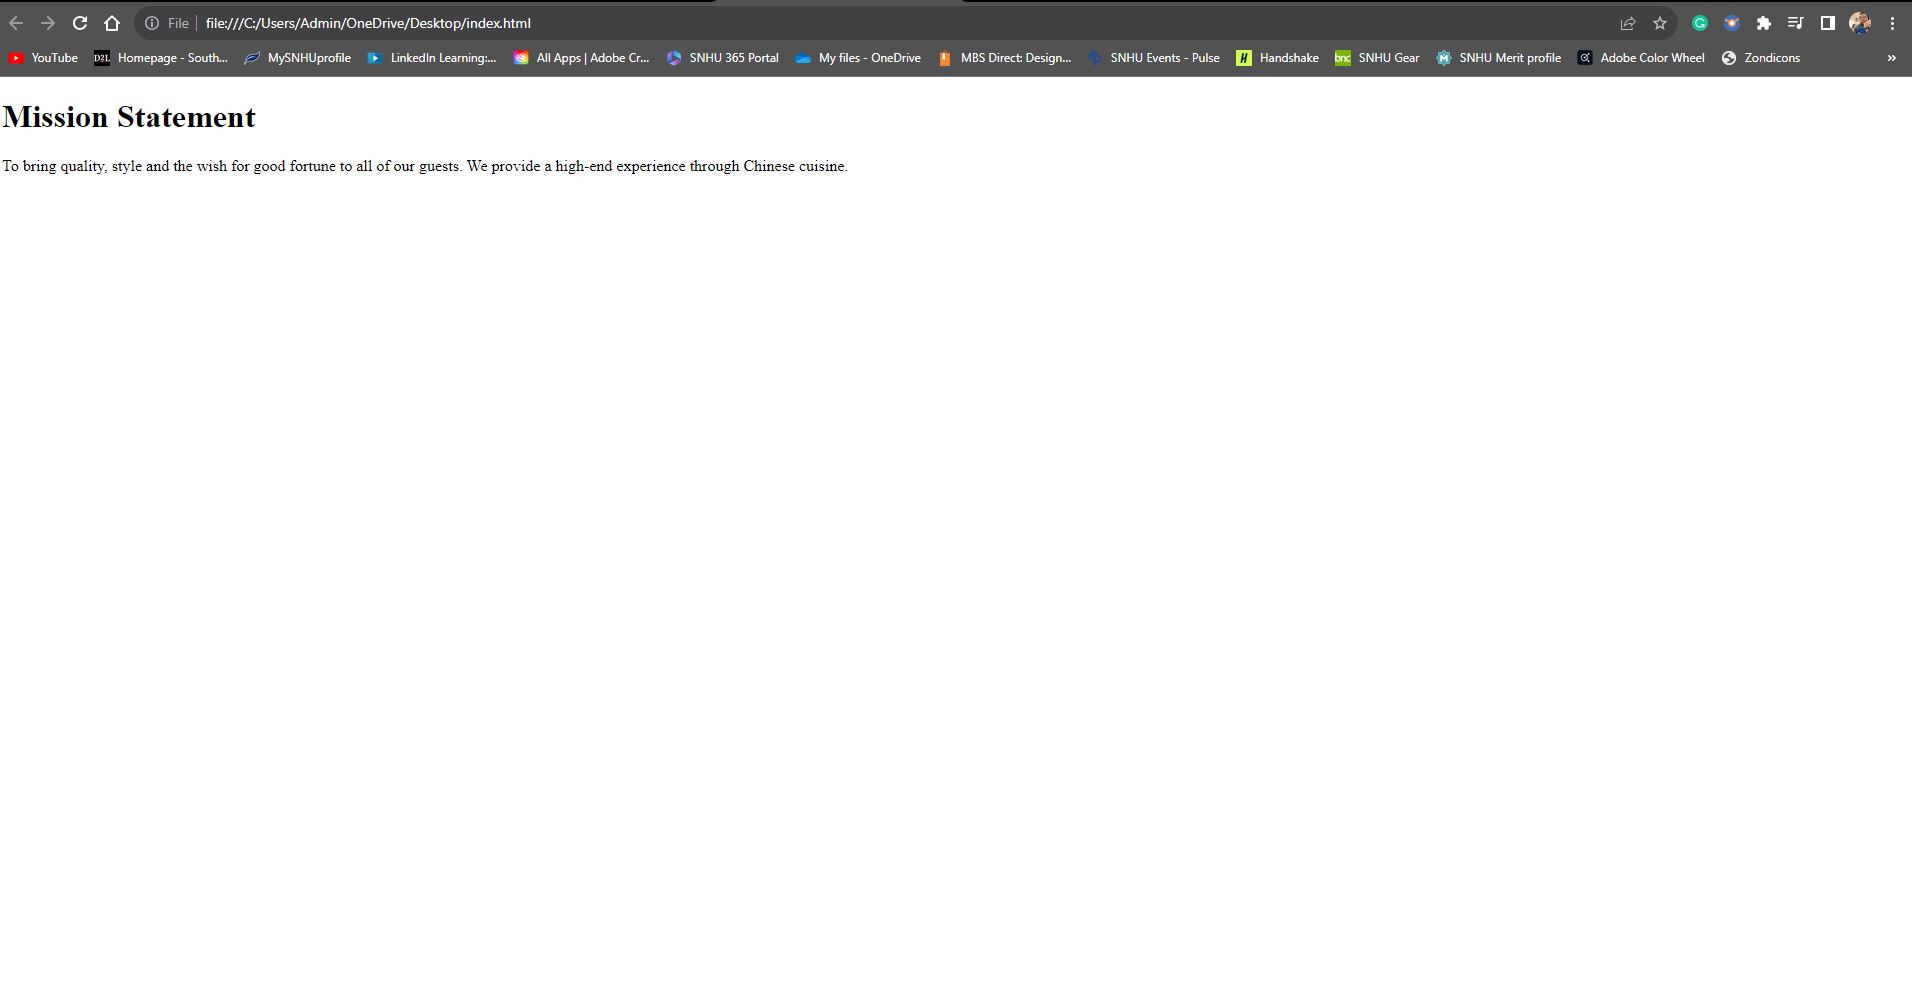 File file:///C:/Users/Admin/OneDrive/Desktop/index.html
YouTube D2L Homepage - South... MySNHUprofile LinkedIn Learning:... All Apps | Adobe Cr... SNHU 365 Portal My files - OneDrive MBS Direct: Design... SNHU Events - Pulse H Handshake bnc SNHU Gear M SNHU Merit profile Adobe Color Wheel Zondicons »
Mission Statement
To bring quality, style and the wish for good fortune to all of our guests. We provide a high-end experience through Chinese cuisine.